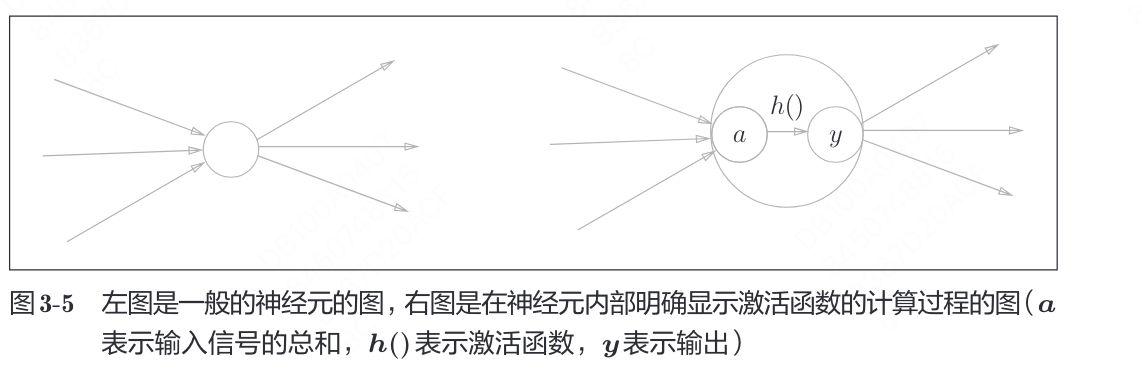 h()
a
y
图3-5 左图是一般的神经元的图，右图是在神经元内部明确显示激活函数的计算过程的图（a
表示输入信号的总和，h()表示激活函数，y表示输出）